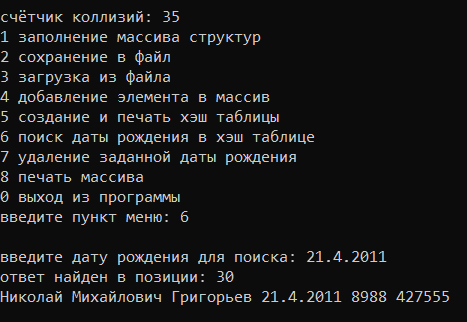 счётчик коллизий: 35
1 заполнение массива структур
2 сохранение в файл
3 загрузка из файла
4 добавление элемента в массив
5 создание и печать хэш таблицы
6 поиск даты рождения в хэш таблице
7 удаление заданной даты рождения
8 печать массива
0 выход из программы
введите пункт меню: 6
введите дату рождения для поиска: 21.4.2011
ответ найден в позиции: 30
Николай Михайлович Григорьев 21.4.2011 8988 427555